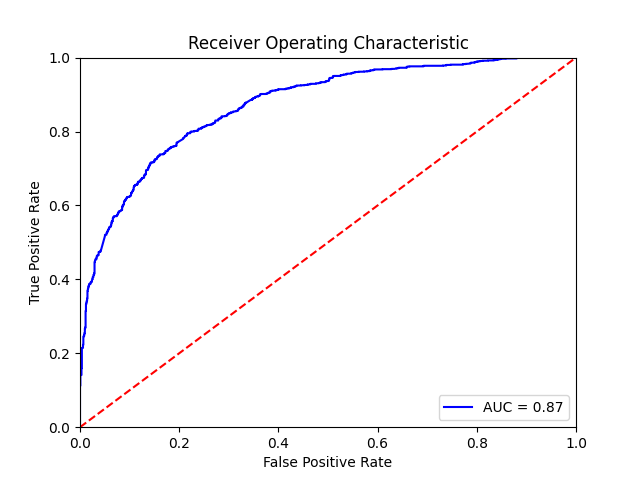 Receiver Operating Characteristic
1.0
0.8
0.6
0.4
0.2
0.0
True Positive Rate
AUC = 0.87
0.0 0.2 0.4 0.6 0.8 1.0
False Positive Rate